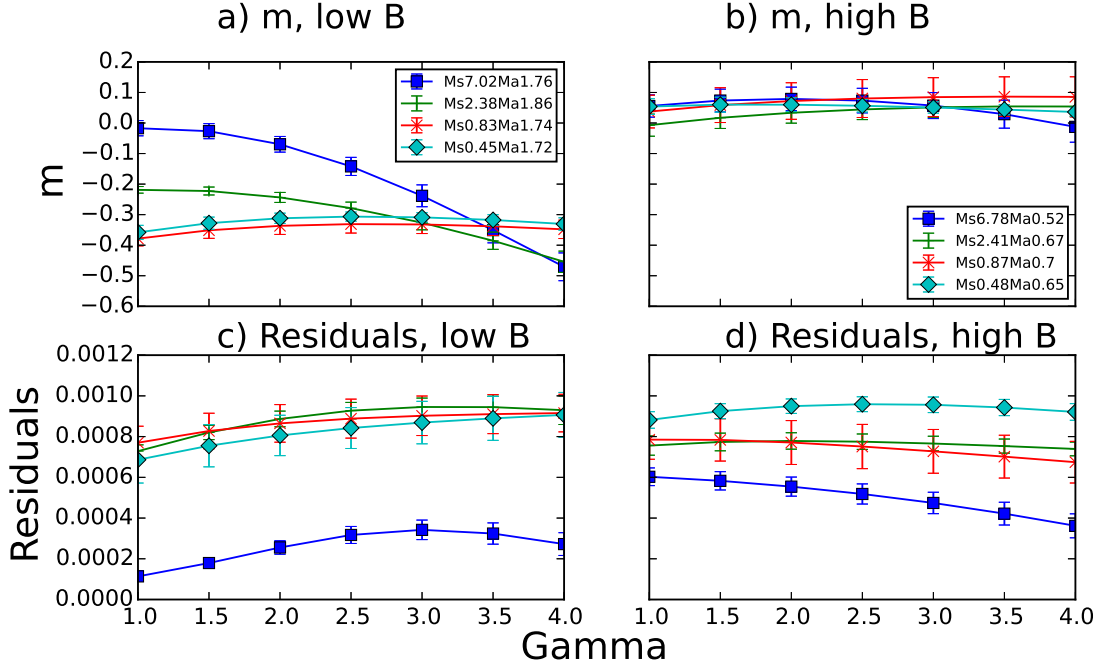 a) m, low B
b) m, high B
m
0.2
0.1
0.0
−0.1
−0.2
−0.3
−0.4
−0.5
−0.6
Ms7.02Ma1.76
Ms2.38Ma1.86
Ms0.83Ma1.74
Ms0.45Ma1.72
Ms6.78Ma0.52
Ms2.41Ma0.67
Ms0.87Ma0.7
Ms0.48Ma0.65
c) Residuals, low B
d) Residuals, high B
Residuals
0.0012
0.0010
0.0008
0.0006
0.0004
0.0002
0.0000
1.0 1.5 2.0 2.5 3.0 3.5 4.0
1.0 1.5 2.0 2.5 3.0 3.5 4.0
Gamma